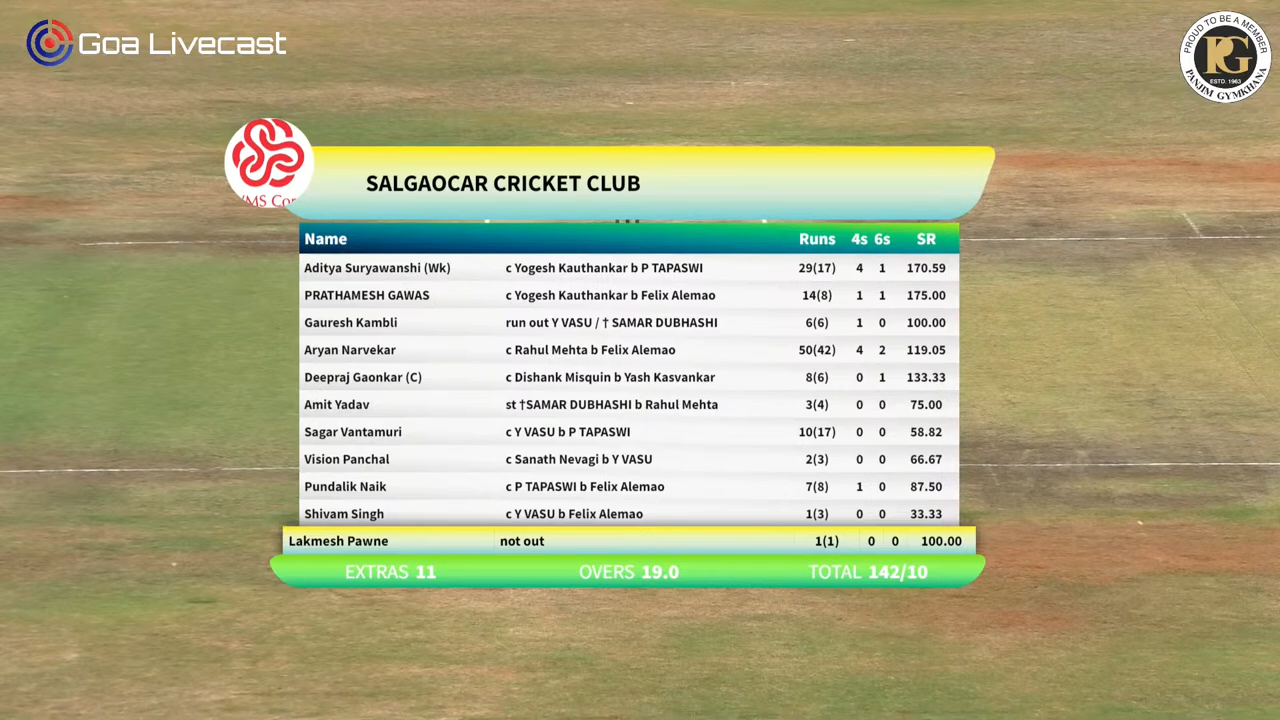 Goa Livecast
PROUD TO BE A MEMBER
PG
ESTD. 1963
PANJIM GYMKHANA
SALGAOCAR CRICKET CLUB
Name Runs 4s 6s SR
Aditya Suryawanshi (Wk) c Yogesh Kauthankar b P TAPASWI 29(17) 4 1 170.59
PRATHAMESH GAWAS c Yogesh Kauthankar b Felix Alemao 14(8) 1 1 175.00
Gauresh Kambli run out Y VASU / † SAMAR DUBHASHI 6(6) 1 0 100.00
Aryan Narvekar c Rahul Mehta b Felix Alemao 50(42) 4 2 119.05
Deepraj Gaonkar (C) c Dishank Misquin b Yash Kasvankar 8(6) 0 1 133.33
Amit Yadav st †SAMAR DUBHASHI b Rahul Mehta 3(4) 0 0 75.00
Sagar Vantamuri c Y VASU b P TAPASWI 10(17) 0 0 58.82
Vision Panchal c Sanath Nevagi b Y VASU 2(3) 0 0 66.67
Pundalik Naik c P TAPASWI b Felix Alemao 7(8) 1 0 87.50
Shivam Singh c Y VASU b Felix Alemao 1(3) 0 0 33.33
Lakmesh Pawne not out 1(1) 0 0 100.00
EXTRAS 11 OVERS 19.0 TOTAL 142/10